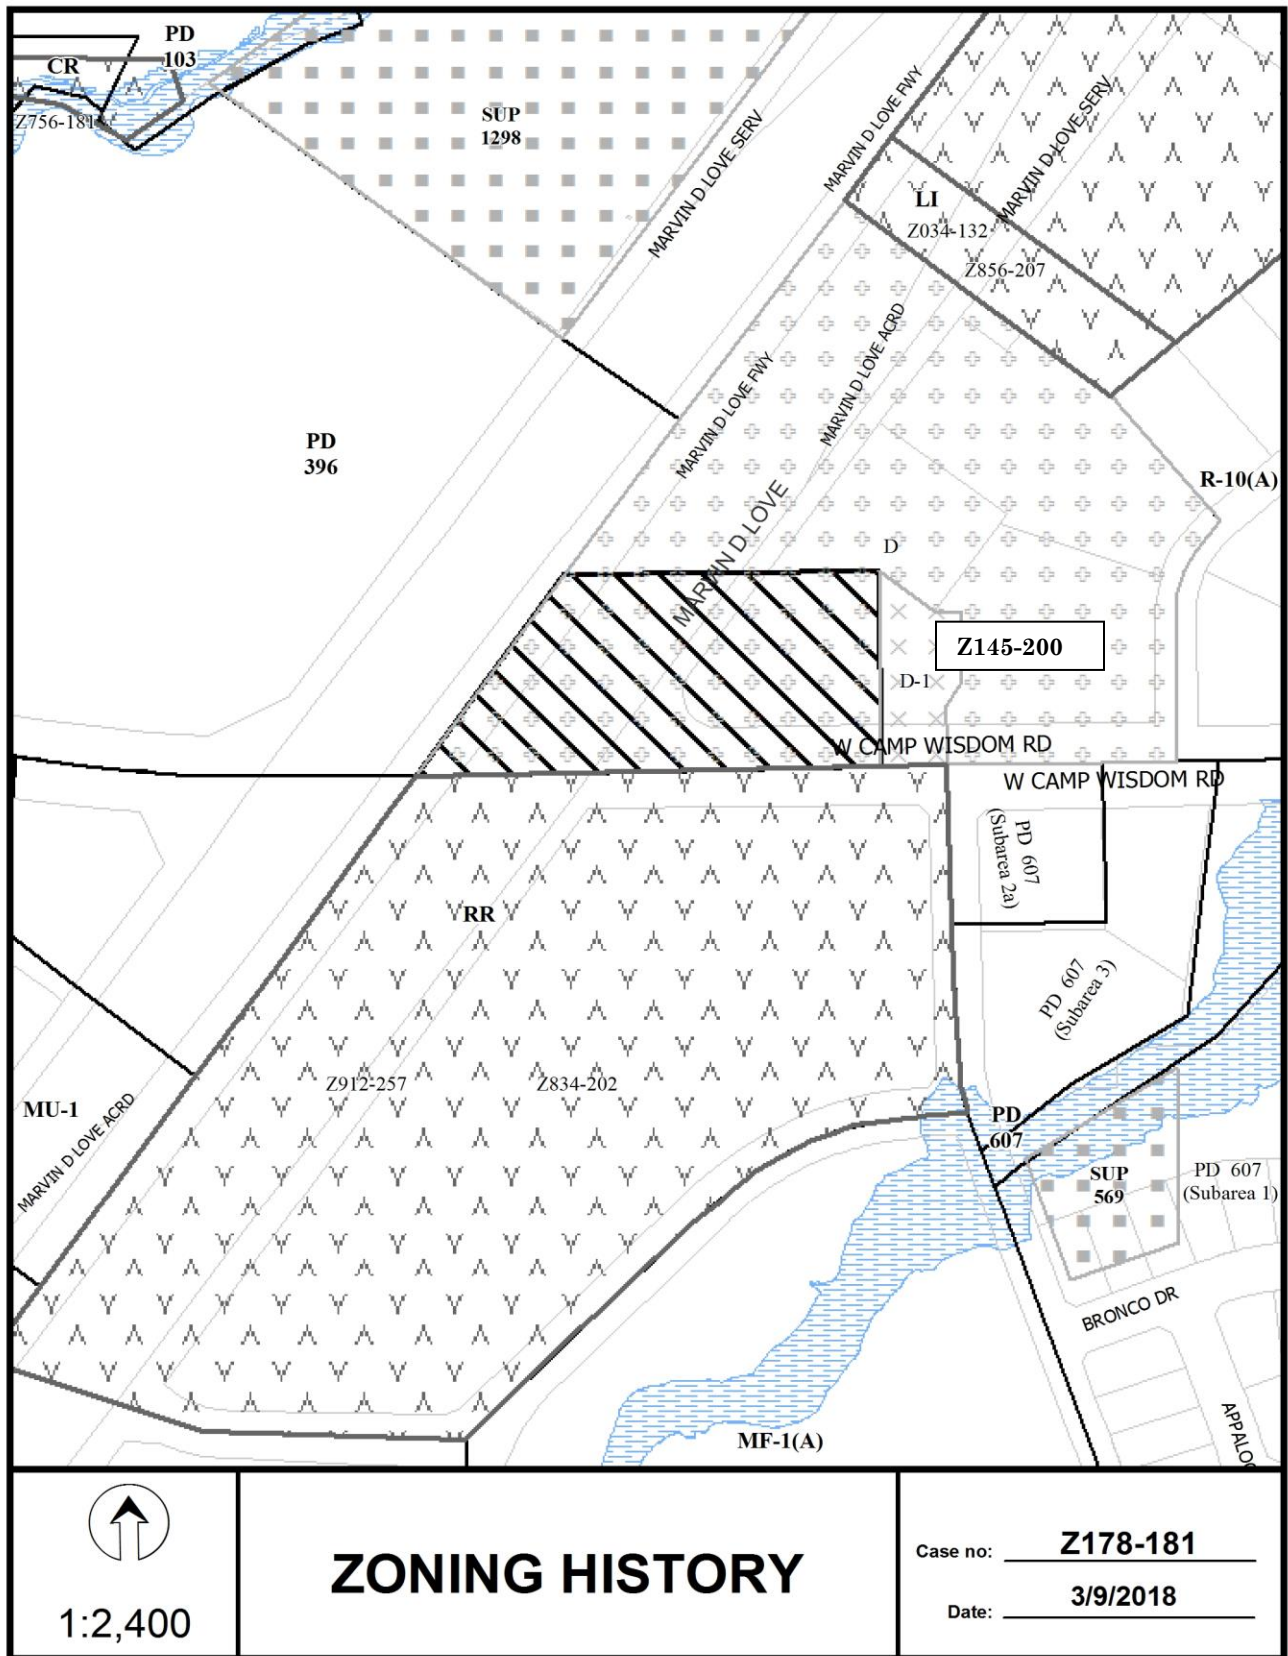 PD
103
CR
Z756-181
SUP
1298
MARVIN D LOVE SERV
MARVIN D LOVE FWY
MARVIN D LOVE SERV
LI
Z034-132
Z856-207
MARVIN D LOVE ACRD
MARVIN D LOVE FWY
PD
396
R-10(A)
MARVIN D LOVE
D
Z145-200
D-1
W CAMP WISDOM RD
W CAMP WISDOM RD
PD 607
(Subarea 2a)
RR
PD 607
(Subarea 3)
Z912-257
Z834-202
MU-1
MARVIN D LOVE ACRD
PD
607
SUP
569
PD 607
(Subarea 1)
BRONCO DR
MF-1(A)
1:2,400
ZONING HISTORY
Case no: Z178-181
Date: 3/9/2018